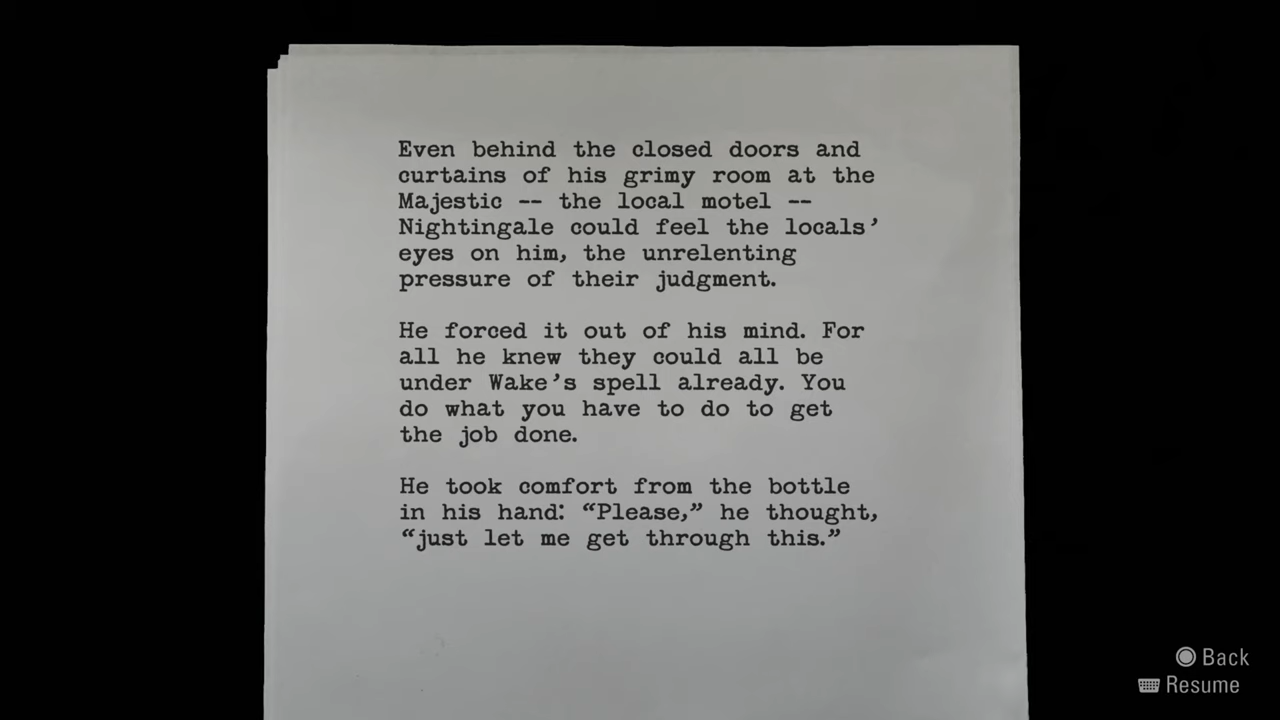 Even behind the closed doors and
curtains of his grimy room at the
Majestic -- the local motel --
Nightingale could feel the locals’
eyes on him, the unrelenting
pressure of their judgment.
He forced it out of his mind. For
all he knew they could all be
under Wake’s spell already. You
do what you have to do to get
the job done.
He took comfort from the bottle
in his hand: “Please,” he thought,
“just let me get through this.”
Back
Resume